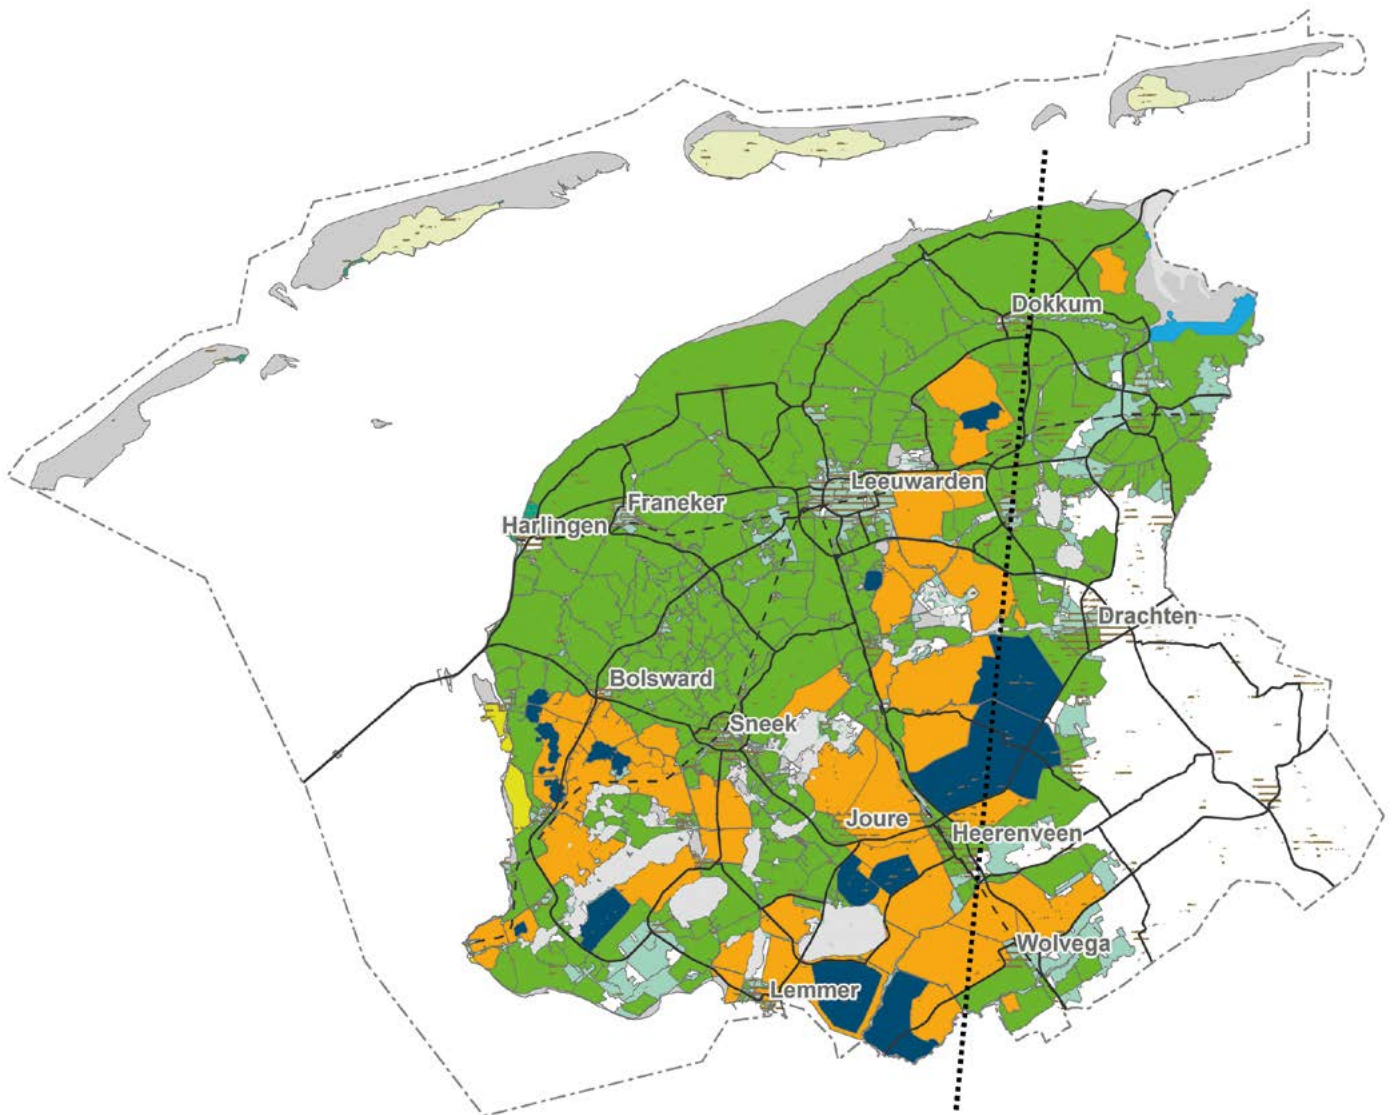 Dokkum
Leeuwarden
Franeker
Harlingen
Drachten
Bolsward
Sneek
Joure
Heerenveen
Wolvega
Lemmer